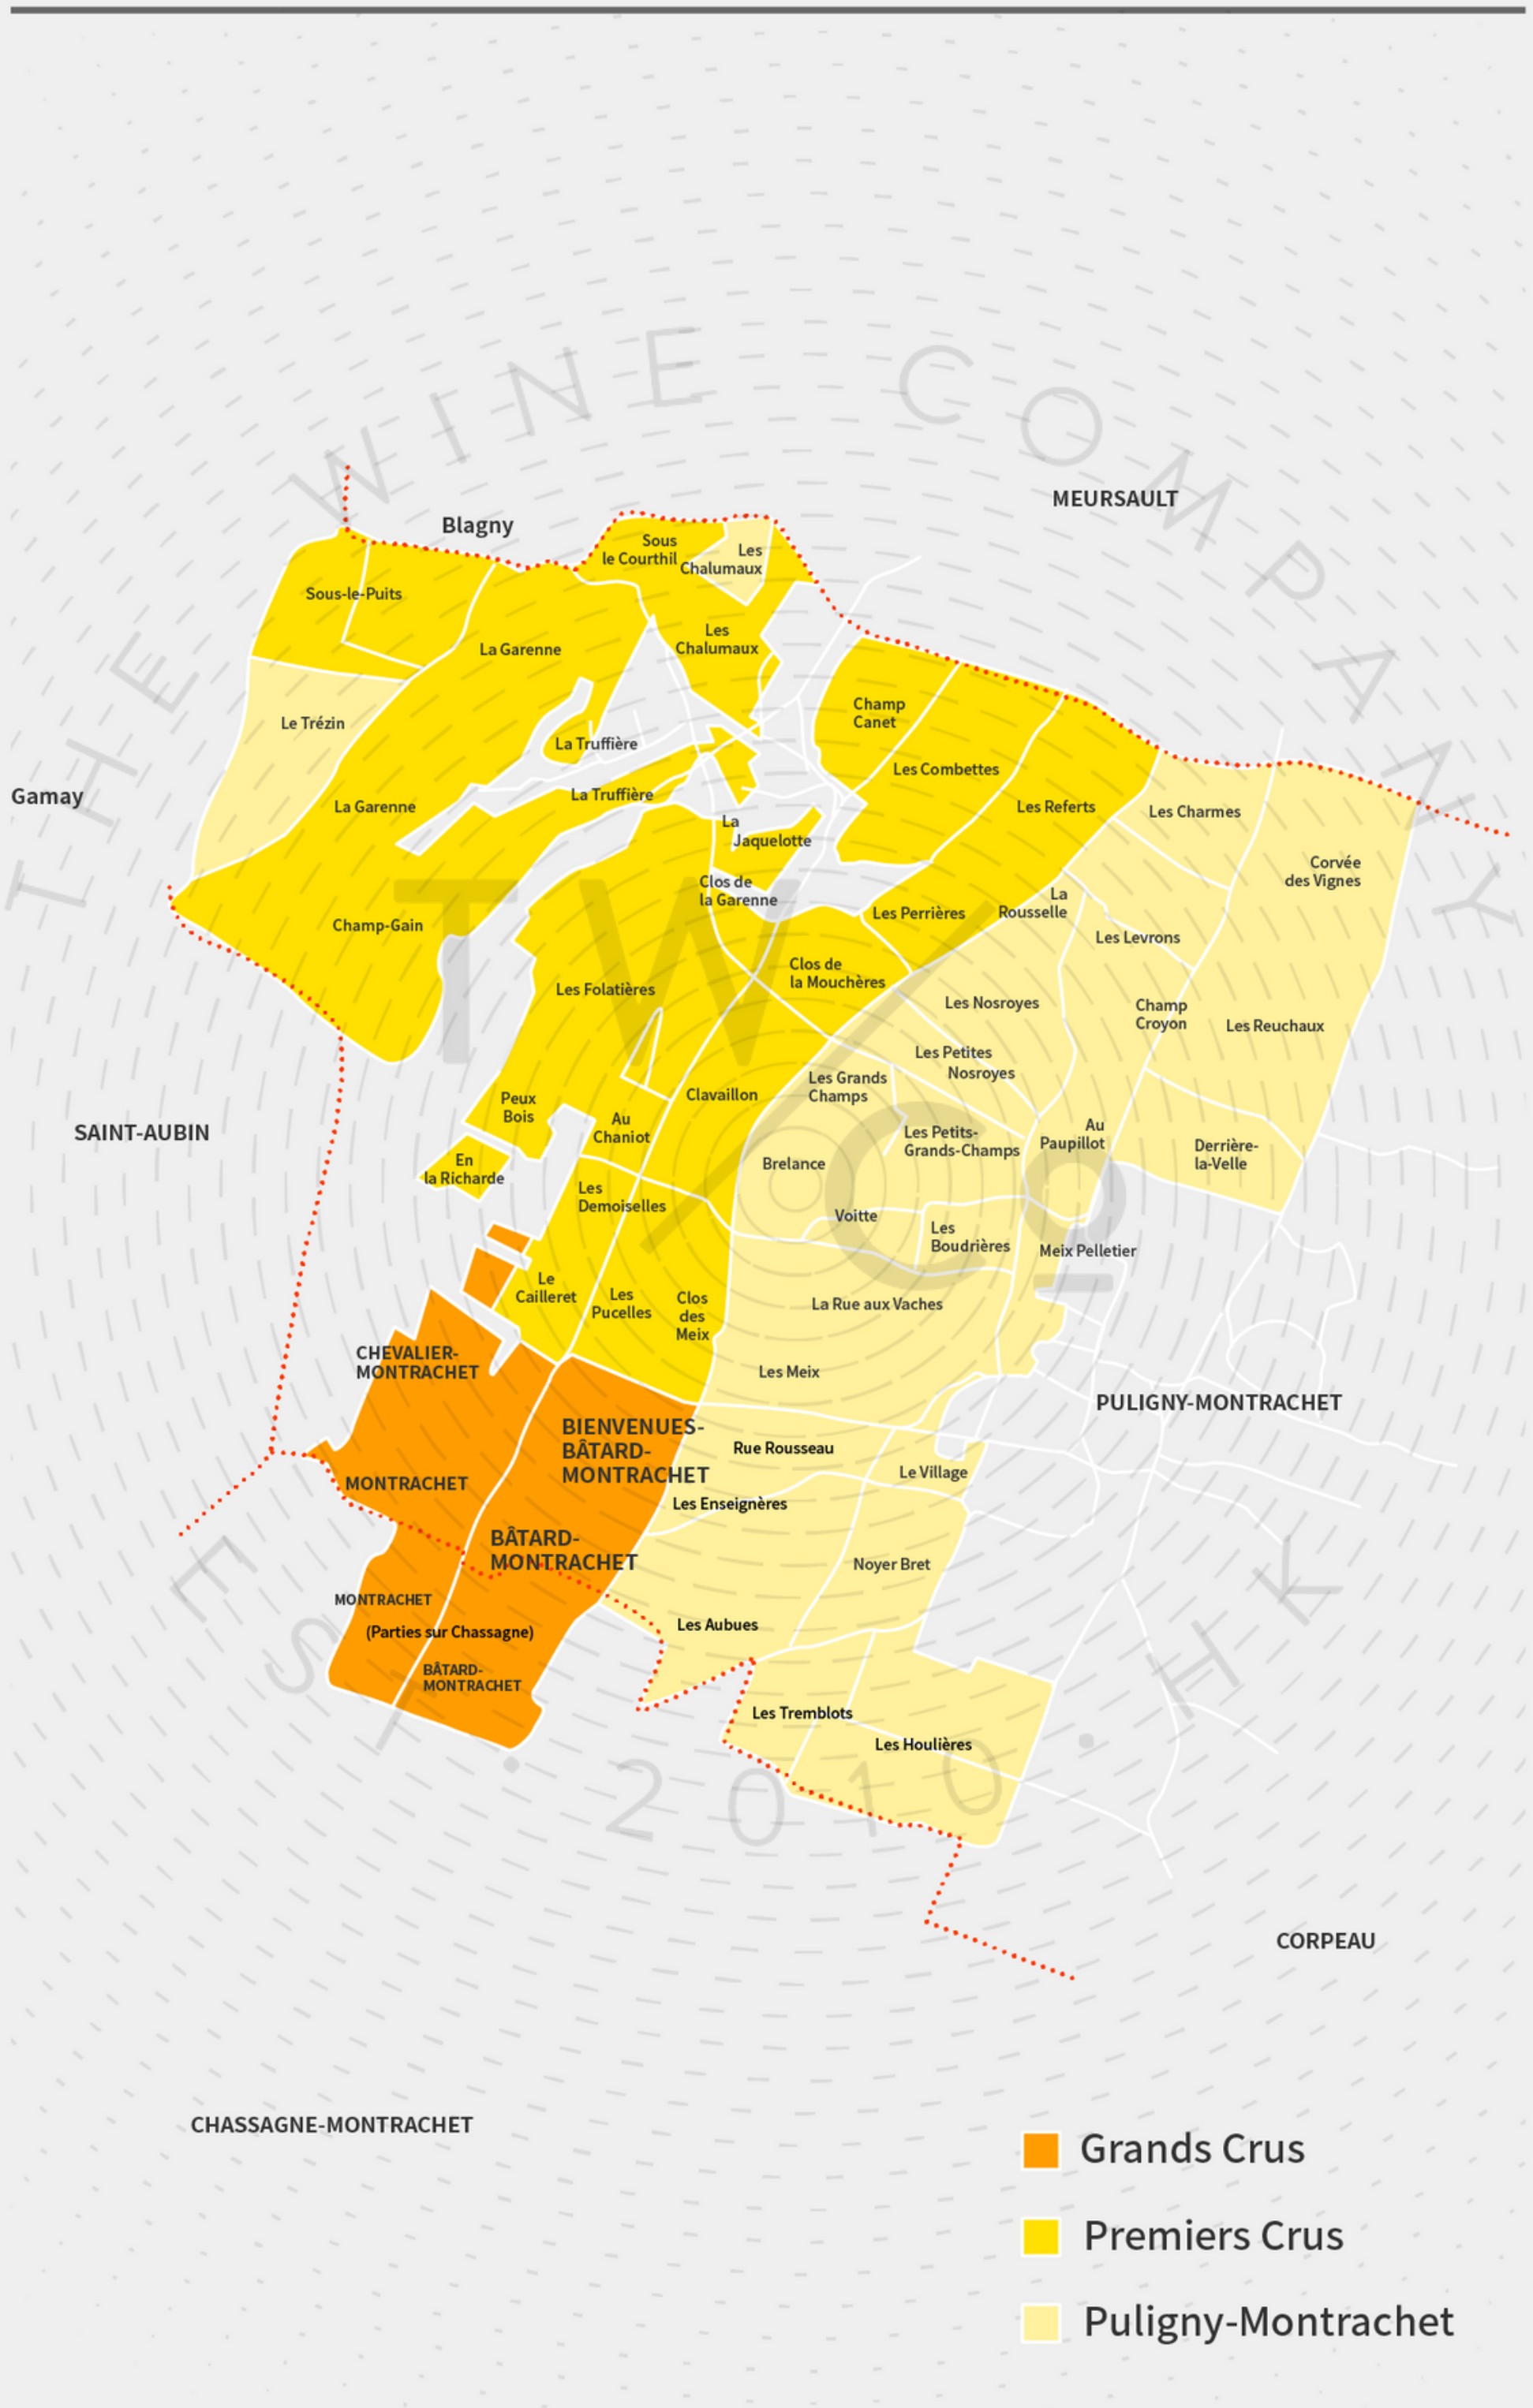 THE WINE COMPANY
MEURSAULT
Blagny
Sous
le Courthil
Les
Chalumaux
Sous-le-Puits
La Garenne
Les
Chalumaux
Le Trézin
Champ
Canet
La Truffière
Les Combettes
Gamay
La Truffière
La Garenne
Les Referts
Les Charmes
La
Jaquelotte
Corvée
des Vignes
Clos de
la Garenne
La
Rousselle
Les Perrières
Champ-Gain
Les Levrons
TW
C?
Clos de
la Mouchères
Les Folatières
Les Nosroyes
Champ
Croyon
Les Reuchaux
Les Petites
Nosroyes
Les Grands
Champs
Clavaillon
Peux
Bois
Au
Chaniot
SAINT-AUBIN
Les Petits-
Grands-Champs
Au
Paupillot
Derrière-
la-Velle
Brelance
En
la Richarde
Les
Demoiselles
Voitte
Les
Boudrières
Meix Pelletier
Le
Cailleret
Les
Pucelles
Clos
des
Meix
La Rue aux Vaches
CHEVALIER-
MONTRACHET
Les Meix
PULIGNY-MONTRACHET
BIENVENUES-
BÂTARD-
MONTRACHET
Rue Rousseau
Le Village
MONTRACHET
Les Enseignères
BÂTARD-
MONTRACHET
Noyer Bret
MONTRACHET
(Parties sur Chassagne)
Les Aubues
BÂTARD-
MONTRACHET
Les Tremblots
Les Houlières
EST·2010·HK
CORPEAU
CHASSAGNE-MONTRACHET
Grands Crus
Premiers Crus
Puligny-Montrachet